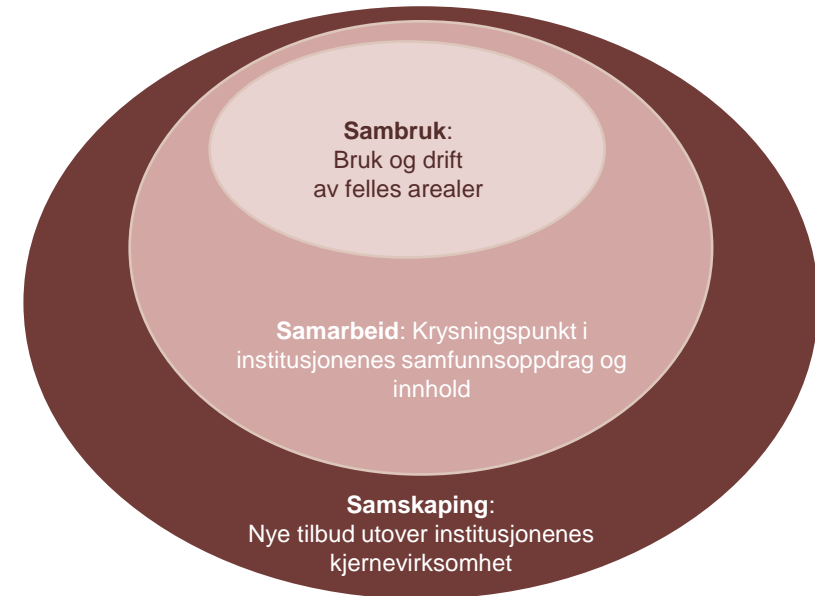 Sambruk:
Bruk og drift
av felles arealer
Samarbeid: Krysningspunkt i
institusjonenes samfunnsoppdrag og
innhold
Samskaping:
Nye tilbud utover institusjonenes
kjernevirksomhet